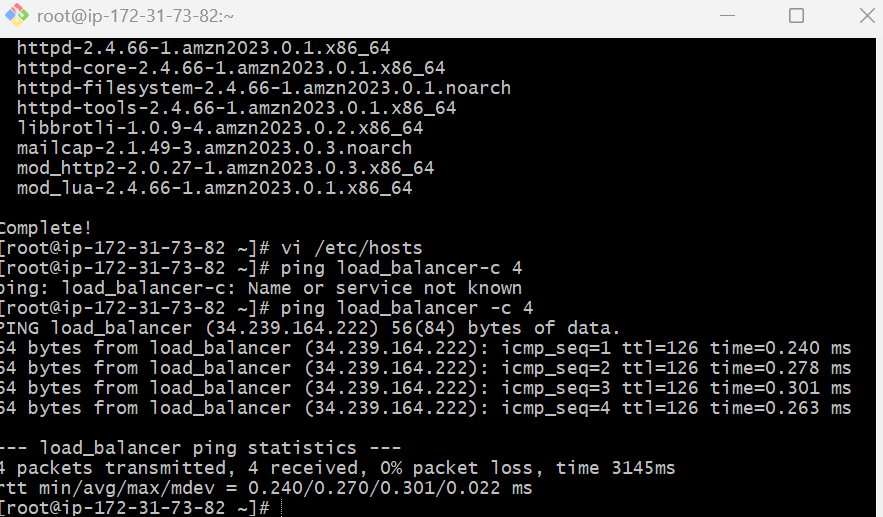 root@ip-172-31-73-82:~
httpd-2.4.66-1.amzn2023.0.1.x86_64
httpd-core-2.4.66-1.amzn2023.0.1.x86_64
httpd-filesystem-2.4.66-1.amzn2023.0.1.noarch
httpd-tools-2.4.66-1.amzn2023.0.1.x86_64
libbrotli-1.0.9-4.amzn2023.0.2.x86_64
mailcap-2.1.49-3.amzn2023.0.3.noarch
mod_http2-2.0.27-1.amzn2023.0.3.x86_64
mod_lua-2.4.66-1.amzn2023.0.1.x86_64
Complete!
[root@ip-172-31-73-82 ~]# vi /etc/hosts
[root@ip-172-31-73-82 ~]# ping load_balancer-c 4
ping: load_balancer-c: Name or service not known
[root@ip-172-31-73-82 ~]# ping load_balancer -c 4
PING load_balancer (34.239.164.222) 56(84) bytes of data.
64 bytes from load_balancer (34.239.164.222): icmp_seq=1 ttl=126 time=0.240 ms
64 bytes from load_balancer (34.239.164.222): icmp_seq=2 ttl=126 time=0.278 ms
64 bytes from load_balancer (34.239.164.222): icmp_seq=3 ttl=126 time=0.301 ms
64 bytes from load_balancer (34.239.164.222): icmp_seq=4 ttl=126 time=0.263 ms
--- load_balancer ping statistics ---
4 packets transmitted, 4 received, 0% packet loss, time 3145ms
rtt min/avg/max/mdev = 0.240/0.270/0.301/0.022 ms
[root@ip-172-31-73-82 ~]#